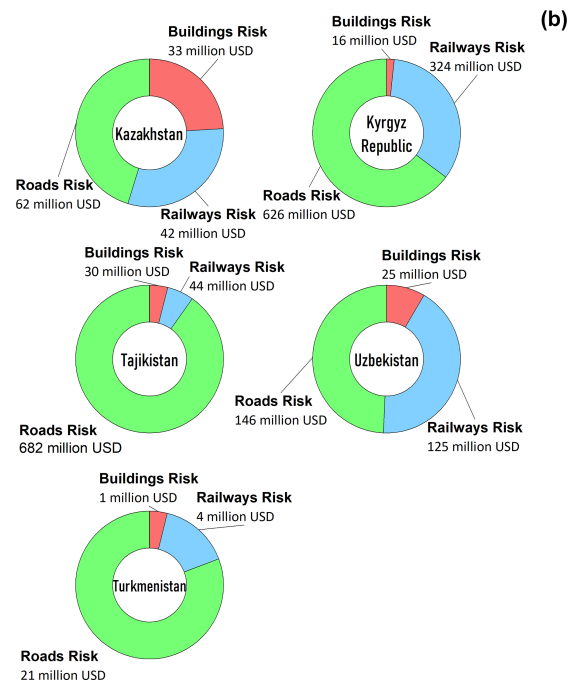 (b)
Buildings Risk
33 million USD
Kazakhstan
Roads Risk
62 million USD
Railways Risk
42 million USD
Buildings Risk
16 million USD
Railways Risk
324 million USD
Kyrgyz
Republic
Roads Risk
626 million USD
Buildings Risk
30 million USD
Railways Risk
44 million USD
Tajikistan
Roads Risk
682 million USD
Buildings Risk
25 million USD
Uzbekistan
Roads Risk
146 million USD
Railways Risk
125 million USD
Buildings Risk
1 million USD
Railways Risk
4 million USD
Turkmenistan
Roads Risk
21 million USD